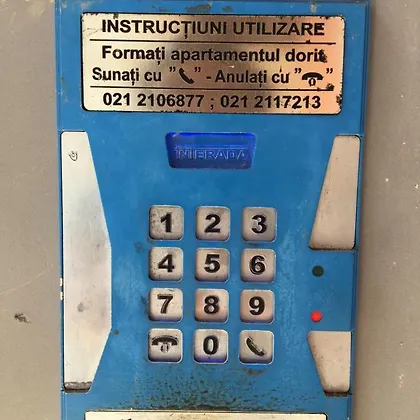 INSTRUCȚIUNI UTILIZARE
Formați apartamentul dorit
Sunați cu "📞" - Anulați cu "☎"
021 2106877 ; 021 2117213
INTERADA
1 2 3
4 5 6
7 8 9
0